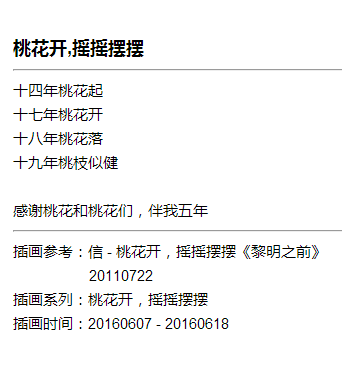 桃花开,摇摇摆摆
十四年桃花起
十七年桃花开
十八年桃花落
十九年桃枝似健
感谢桃花和桃花们，伴我五年
插画参考：信 - 桃花开，摇摇摆摆《黎明之前》
20110722
插画系列：桃花开，摇摆摆
插画时间：20160607 - 20160618